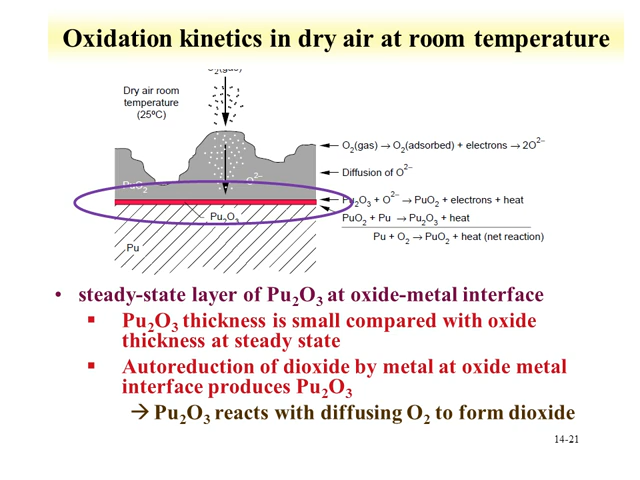 Oxidation kinetics in dry air at room temperature
O2(gas)
Dry air room
temperature
(25ºC)
O2(gas) → O2(adsorbed) + electrons → 2O2–
Diffusion of O2–
PuO2
O2–
Pu2O3 + O2– → PuO2 + electrons + heat
Pu2O3
PuO2 + Pu → Pu2O3 + heat
Pu + O2 → PuO2 + heat (net reaction)
Pu
• steady-state layer of Pu2O3 at oxide-metal interface
▪ Pu2O3 thickness is small compared with oxide
thickness at steady state
▪ Autoreduction of dioxide by metal at oxide metal
interface produces Pu2O3
→ Pu2O3 reacts with diffusing O2 to form dioxide
14-21